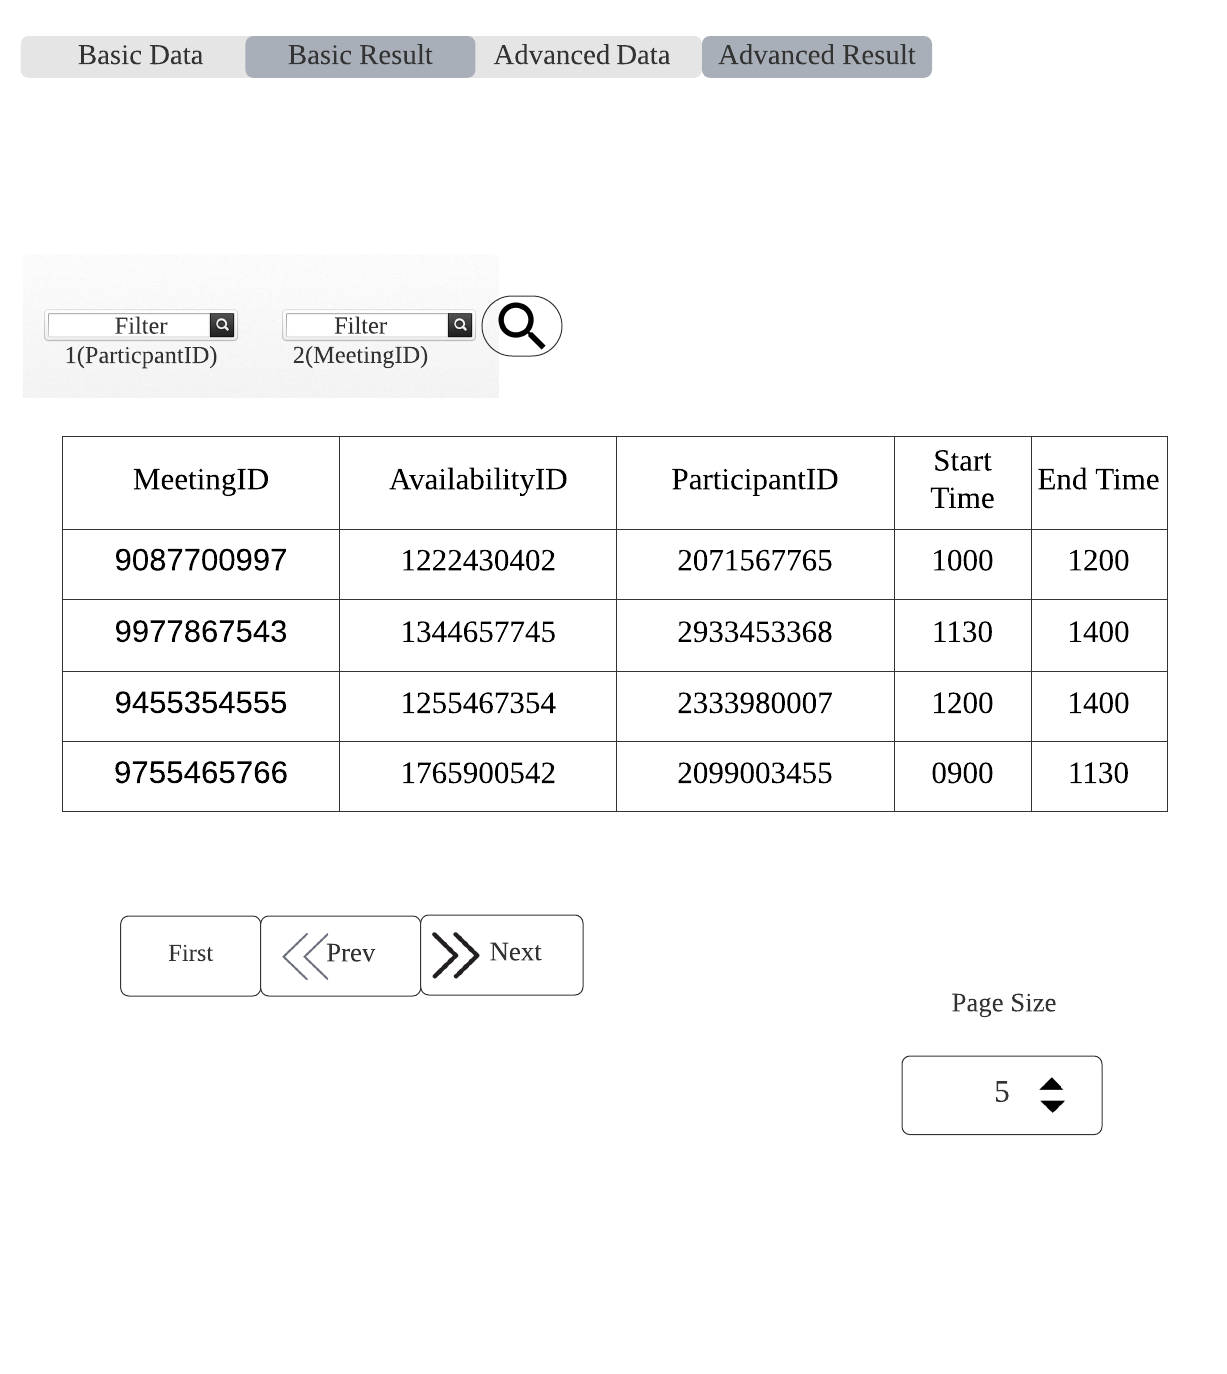 Basic Data Basic Result Advanced Data Advanced Result
Filter Filter
1(ParticpantID) 2(MeetingID)
MeetingID AvailabilityID ParticipantID Start Time End Time
9087700997 1222430402 2071567765 1000 1200
9977867543 1344657745 2933453368 1130 1400
9455354555 1255467354 2333980007 1200 1400
9755465766 1765900542 2099003455 0900 1130
First Prev Next
Page Size
5